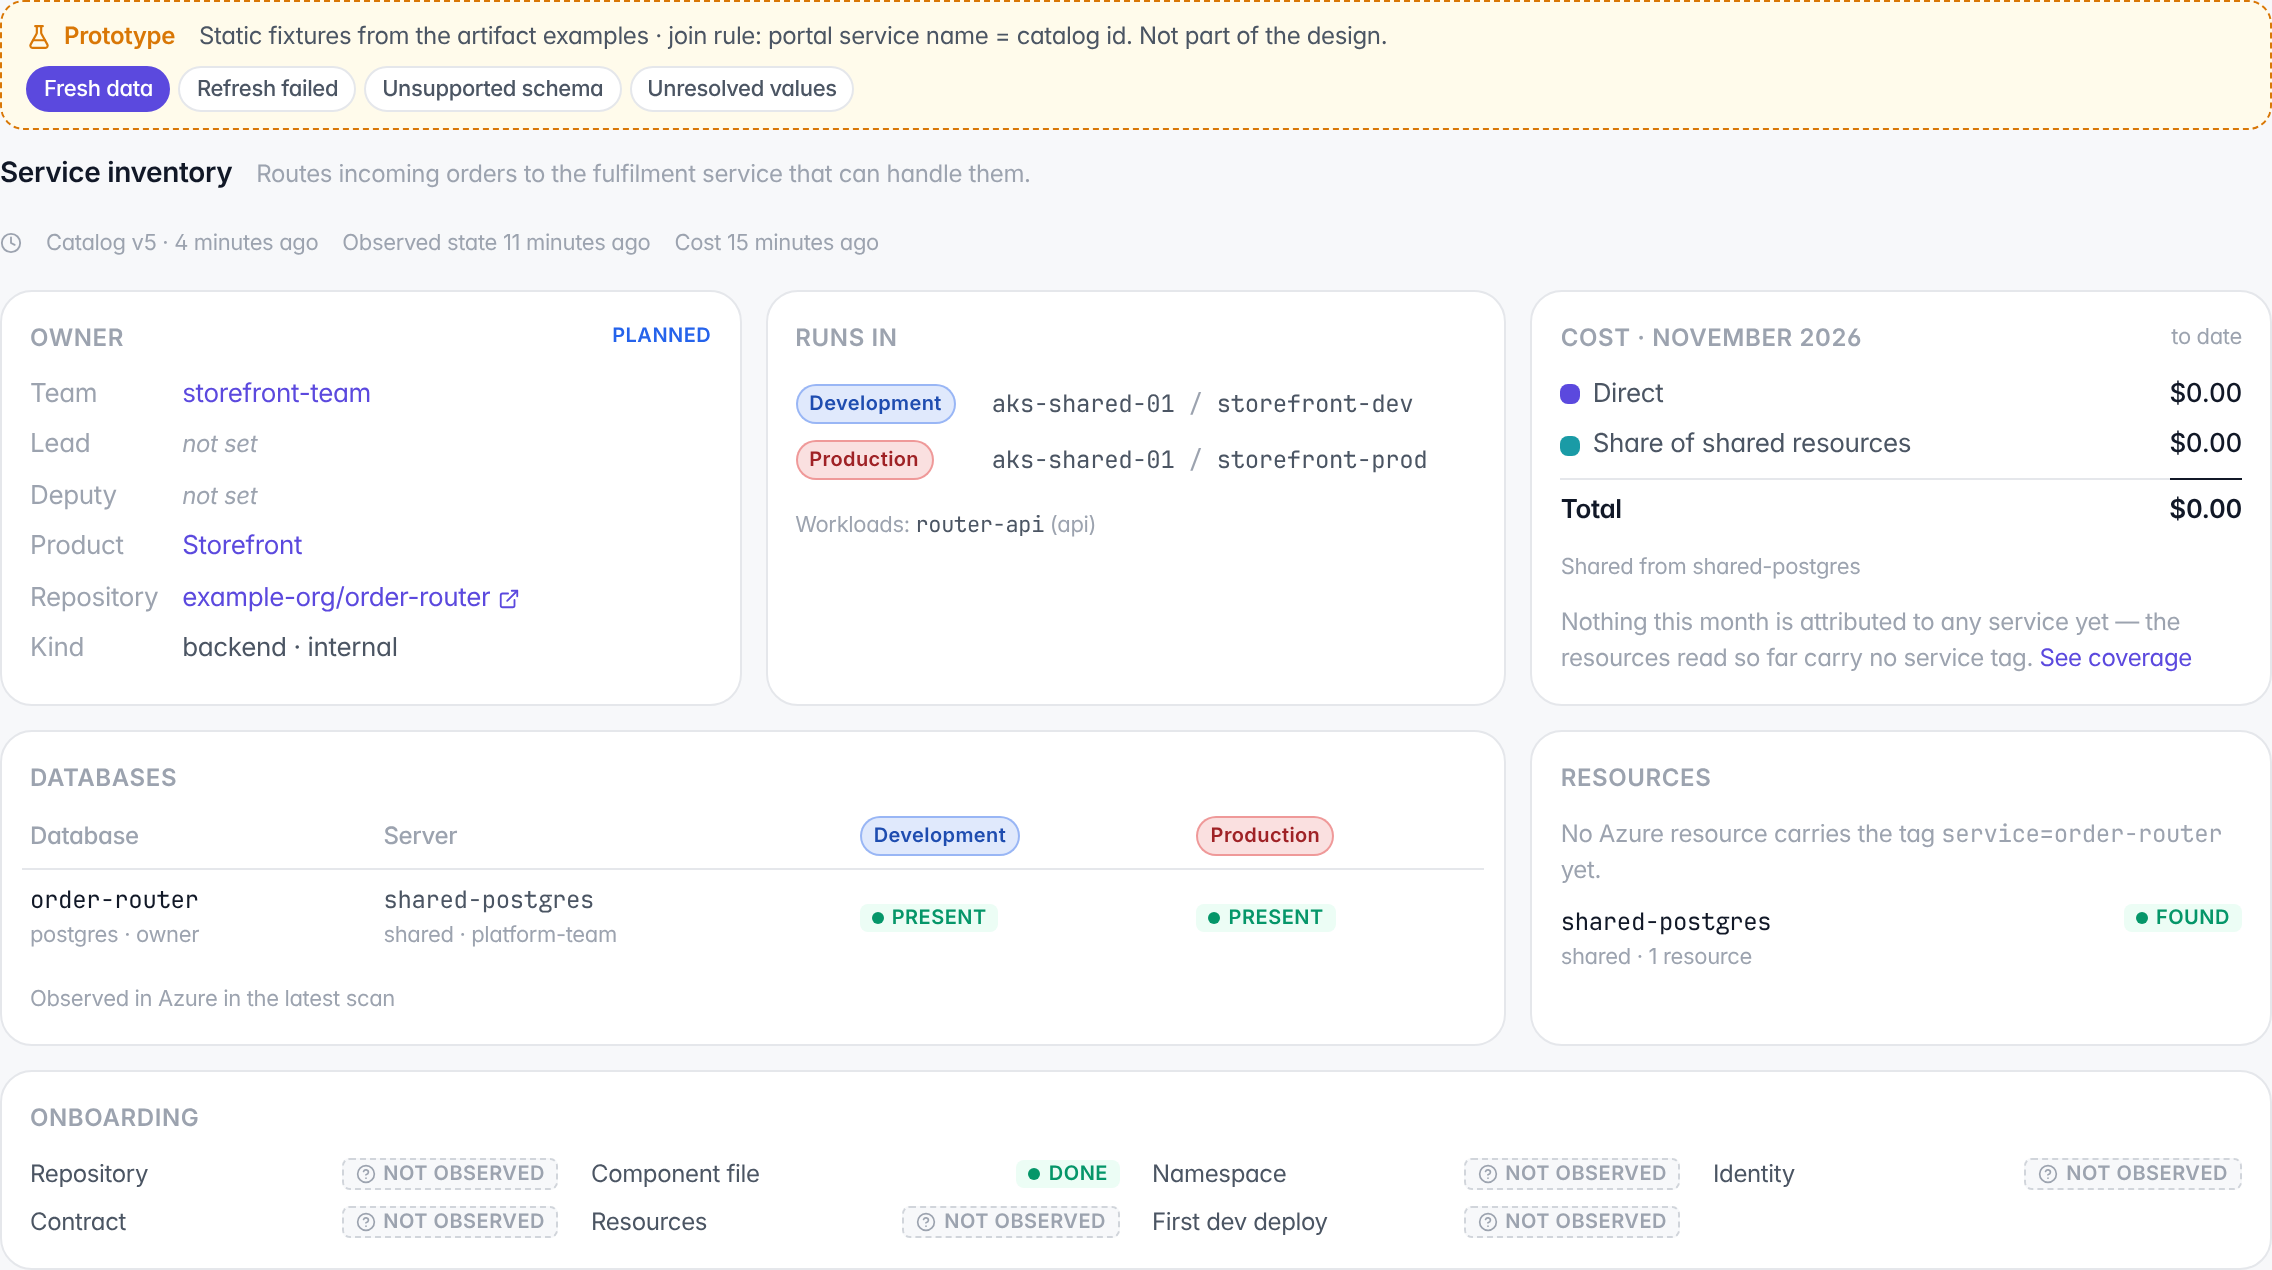 Prototype Static fixtures from the artifact examples · join rule: portal service name = catalog id. Not part of the design.
Fresh data Refresh failed Unsupported schema Unresolved values
Service inventory Routes incoming orders to the fulfilment service that can handle them.
Catalog v5 · 4 minutes ago Observed state 11 minutes ago Cost 15 minutes ago
OWNER PLANNED
Team storefront-team
Lead not set
Deputy not set
Product Storefront
Repository example-org/order-router
Kind backend · internal
RUNS IN
Development aks-shared-01 / storefront-dev
Production aks-shared-01 / storefront-prod
Workloads: router-api (api)
COST · NOVEMBER 2026 to date
Direct $0.00
Share of shared resources $0.00
Total $0.00
Shared from shared-postgres
Nothing this month is attributed to any service yet — the
resources read so far carry no service tag. See coverage
DATABASES
Database Server Development Production
order-router shared-postgres PRESENT PRESENT
postgres · owner shared · platform-team
Observed in Azure in the latest scan
RESOURCES
No Azure resource carries the tag service=order-router
yet.
shared-postgres FOUND
shared · 1 resource
ONBOARDING
Repository NOT OBSERVED Component file DONE Namespace NOT OBSERVED Identity NOT OBSERVED
Contract NOT OBSERVED Resources NOT OBSERVED First dev deploy NOT OBSERVED